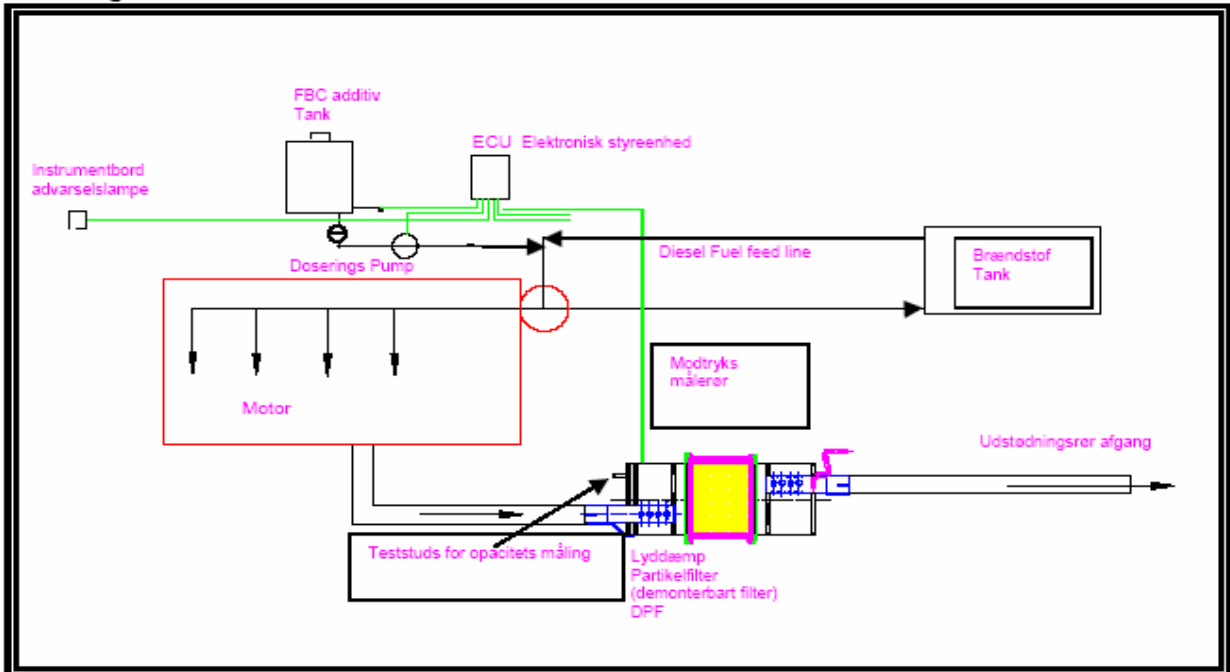 FBC additiv
Tank
ECU Elektronisk styreenhed
Instrumentbord
advarselslampe
Doserings Pump
Diesel Fuel feed line
Brændstof
Tank
Modtryks
målerør
Motor
Udstødningsrør afgang
Teststuds for opacitets måling
Lyddæmp
Partikelfilter
(demonterbart filter)
DPF